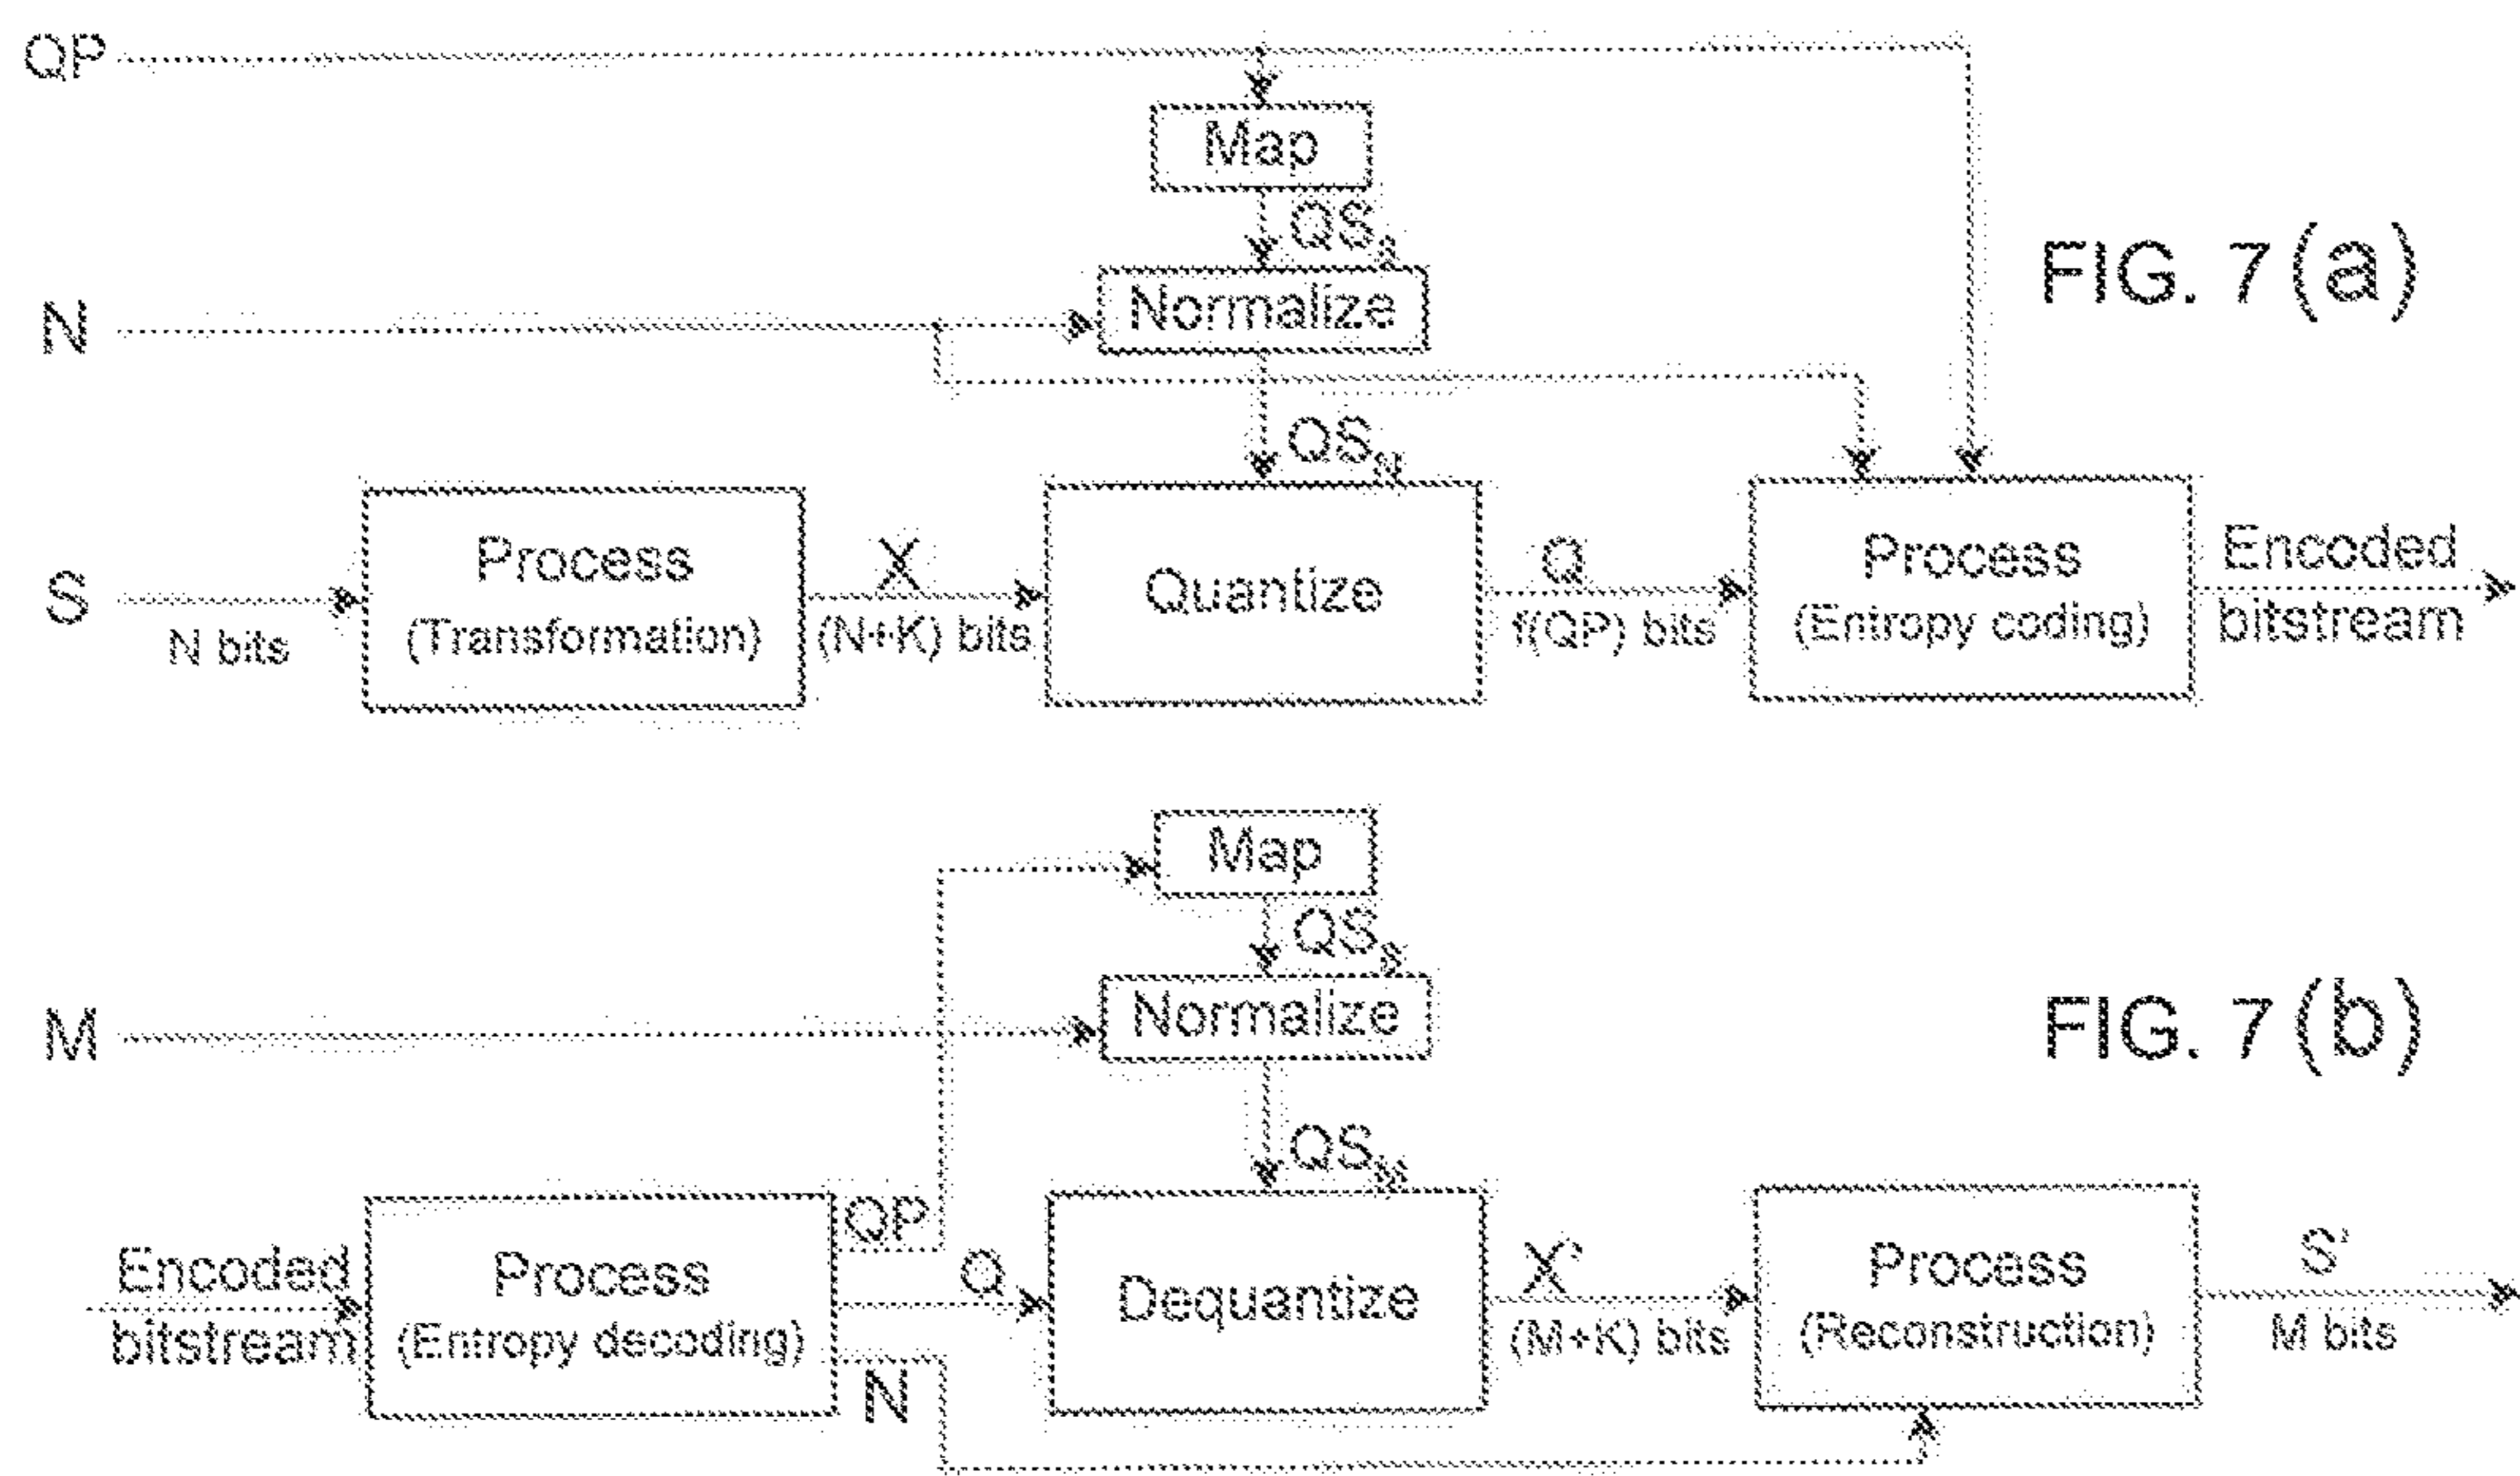 QP
Map
QS
FIG. 7 (a)
N
Normalize
QS
S
N bits
Process
(Transformation)
X
(N+K) bits
Quantize
Q
f(QP) bits
Process
(Entropy coding)
Encoded
bitstream
Map
QS
M
Normalize
FIG. 7 (b)
QS
Encoded
bitstream
Process
(Entropy decoding)
QP
Q
N
Dequantize
X'
(M+K) bits
Process
(Reconstruction)
S'
M bits